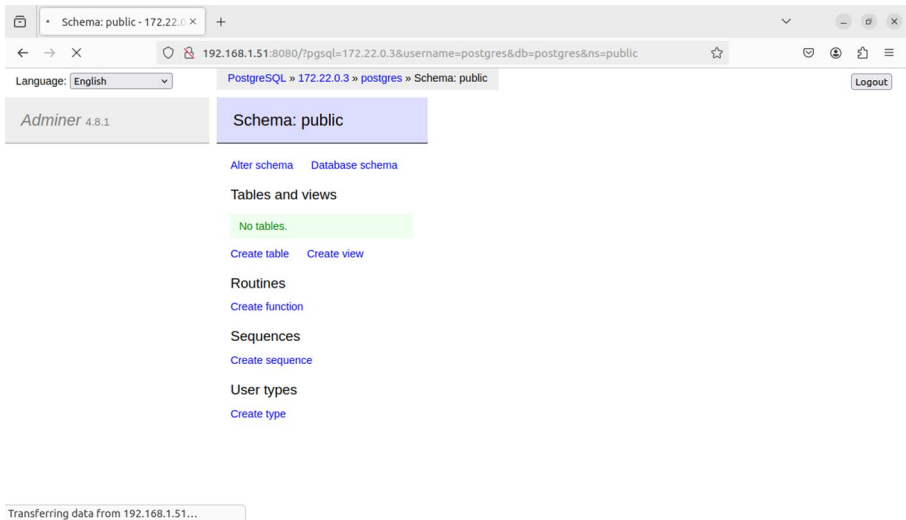 Schema: public - 172.22.0
192.168.1.51:8080/?pgsql=172.22.0.3&username=postgres&db=postgres&ns=public
Language: English
PostgreSQL » 172.22.0.3 » postgres » Schema: public
Logout
Adminer 4.8.1
Schema: public
Alter schema Database schema
Tables and views
No tables.
Create table Create view
Routines
Create function
Sequences
Create sequence
User types
Create type
Transferring data from 192.168.1.51...